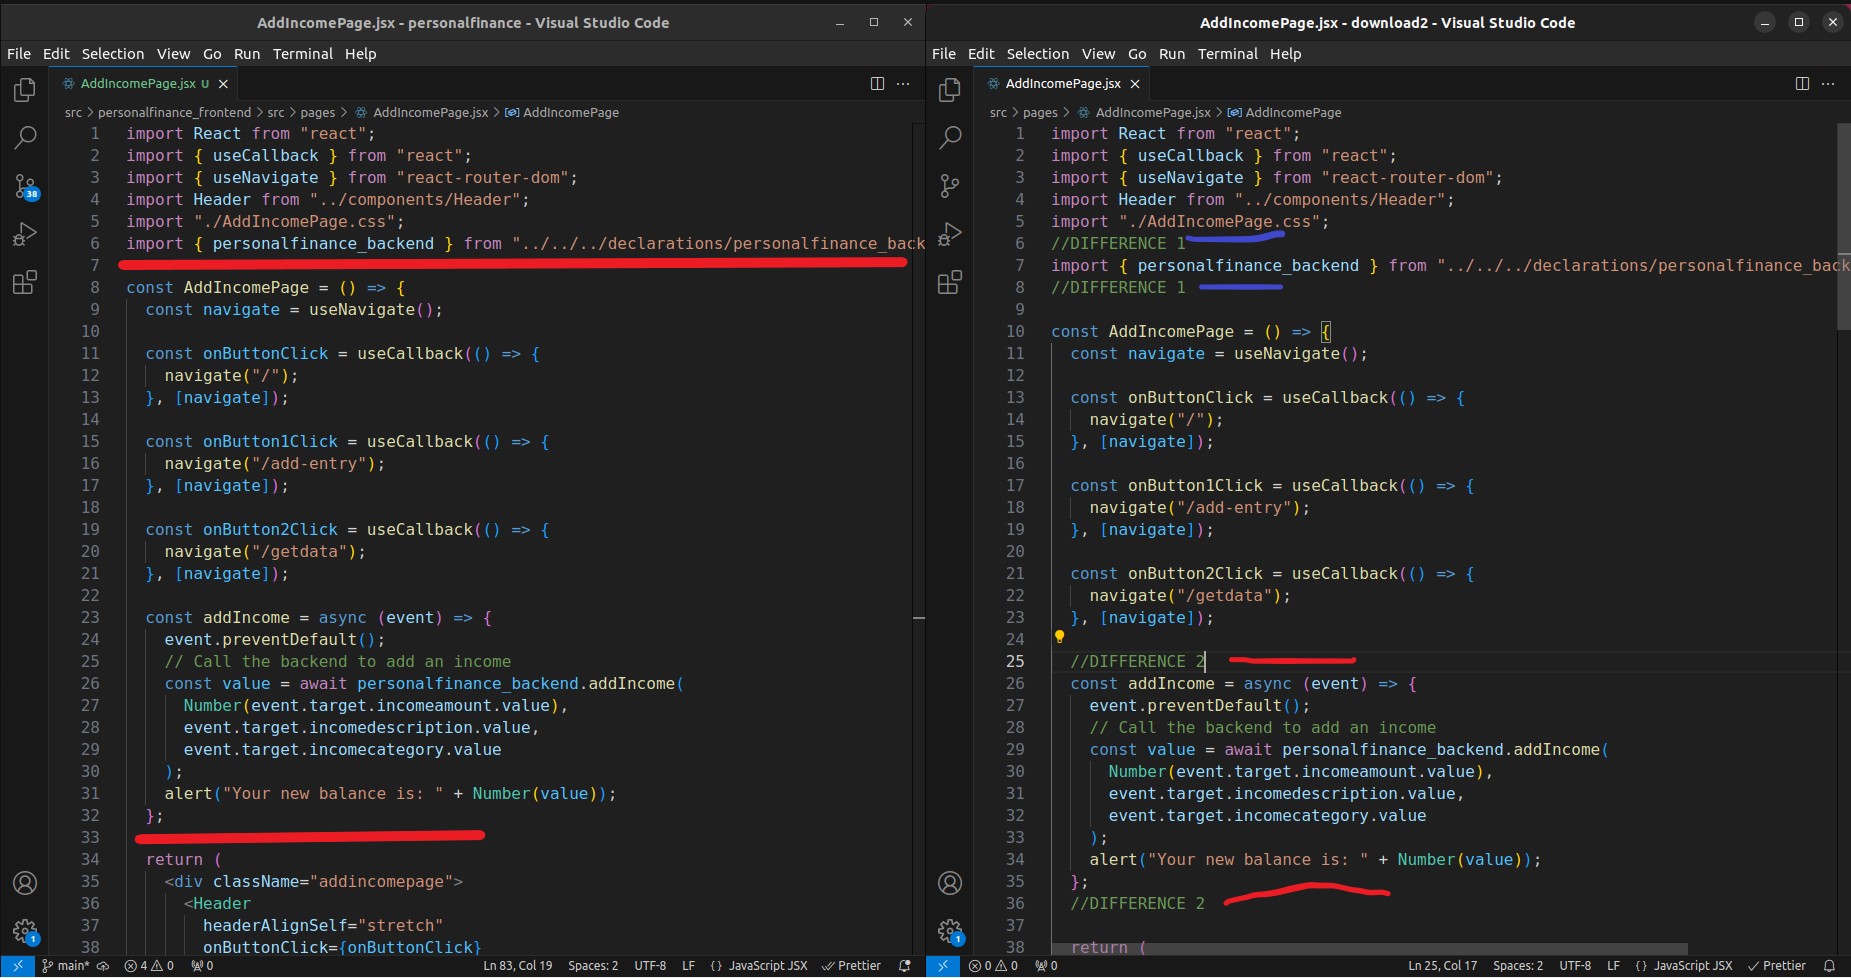 AddIncomePage.jsx - personalfinance - Visual Studio Code
File Edit Selection View Go Run Terminal Help
AddIncomePage.jsx U
src > personalfinance_frontend > src > pages > AddIncomePage.jsx > AddIncomePage
1 import React from "react";
2 import { useCallback } from "react";
3 import { useNavigate } from "react-router-dom";
4 import Header from "../components/Header";
5 import "./AddIncomePage.css";
6 import { personalfinance_backend } from "../../../declarations/personalfinance_back
7
8 const AddIncomePage = () => {
9 const navigate = useNavigate();
10
11 const onButtonClick = useCallback(() => {
12 navigate("/");
13 }, [navigate]);
14
15 const onButton1Click = useCallback(() => {
16 navigate("/add-entry");
17 }, [navigate]);
18
19 const onButton2Click = useCallback(() => {
20 navigate("/getdata");
21 }, [navigate]);
22
23 const addIncome = async (event) => {
24 event.preventDefault();
25 // Call the backend to add an income
26 const value = await personalfinance_backend.addIncome(
27 Number(event.target.incomeamount.value),
28 event.target.incomedescription.value,
29 event.target.incomecategory.value
30 );
31 alert("Your new balance is: " + Number(value));
32 };
33
34 return (
35 <div className="addincomepage">
36 <Header
37 headerAlignSelf="stretch"
38 onButtonClick={onButtonClick}
38
1
main* 4 0 0 Ln 83, Col 19 Spaces: 2 UTF-8 LF {} JavaScript JSX Prettier
AddIncomePage.jsx - download2 - Visual Studio Code
File Edit Selection View Go Run Terminal Help
AddIncomePage.jsx
src > pages > AddIncomePage.jsx > AddIncomePage
1 import React from "react";
2 import { useCallback } from "react";
3 import { useNavigate } from "react-router-dom";
4 import Header from "../components/Header";
5 import "./AddIncomePage.css";
6 //DIFFERENCE 1
7 import { personalfinance_backend } from "../../../declarations/personalfinance_back
8 //DIFFERENCE 1
9
10 const AddIncomePage = () => {
11 const navigate = useNavigate();
12
13 const onButtonClick = useCallback(() => {
14 navigate("/");
15 }, [navigate]);
16
17 const onButton1Click = useCallback(() => {
18 navigate("/add-entry");
19 }, [navigate]);
20
21 const onButton2Click = useCallback(() => {
22 navigate("/getdata");
23 }, [navigate]);
24
25 //DIFFERENCE 2
26 const addIncome = async (event) => {
27 event.preventDefault();
28 // Call the backend to add an income
29 const value = await personalfinance_backend.addIncome(
30 Number(event.target.incomeamount.value),
31 event.target.incomedescription.value,
32 event.target.incomecategory.value
33 );
34 alert("Your new balance is: " + Number(value));
35 };
36 //DIFFERENCE 2
37
38 return (
1
0 0 0 Ln 25, Col 17 Spaces: 2 UTF-8 LF {} JavaScript JSX Prettier